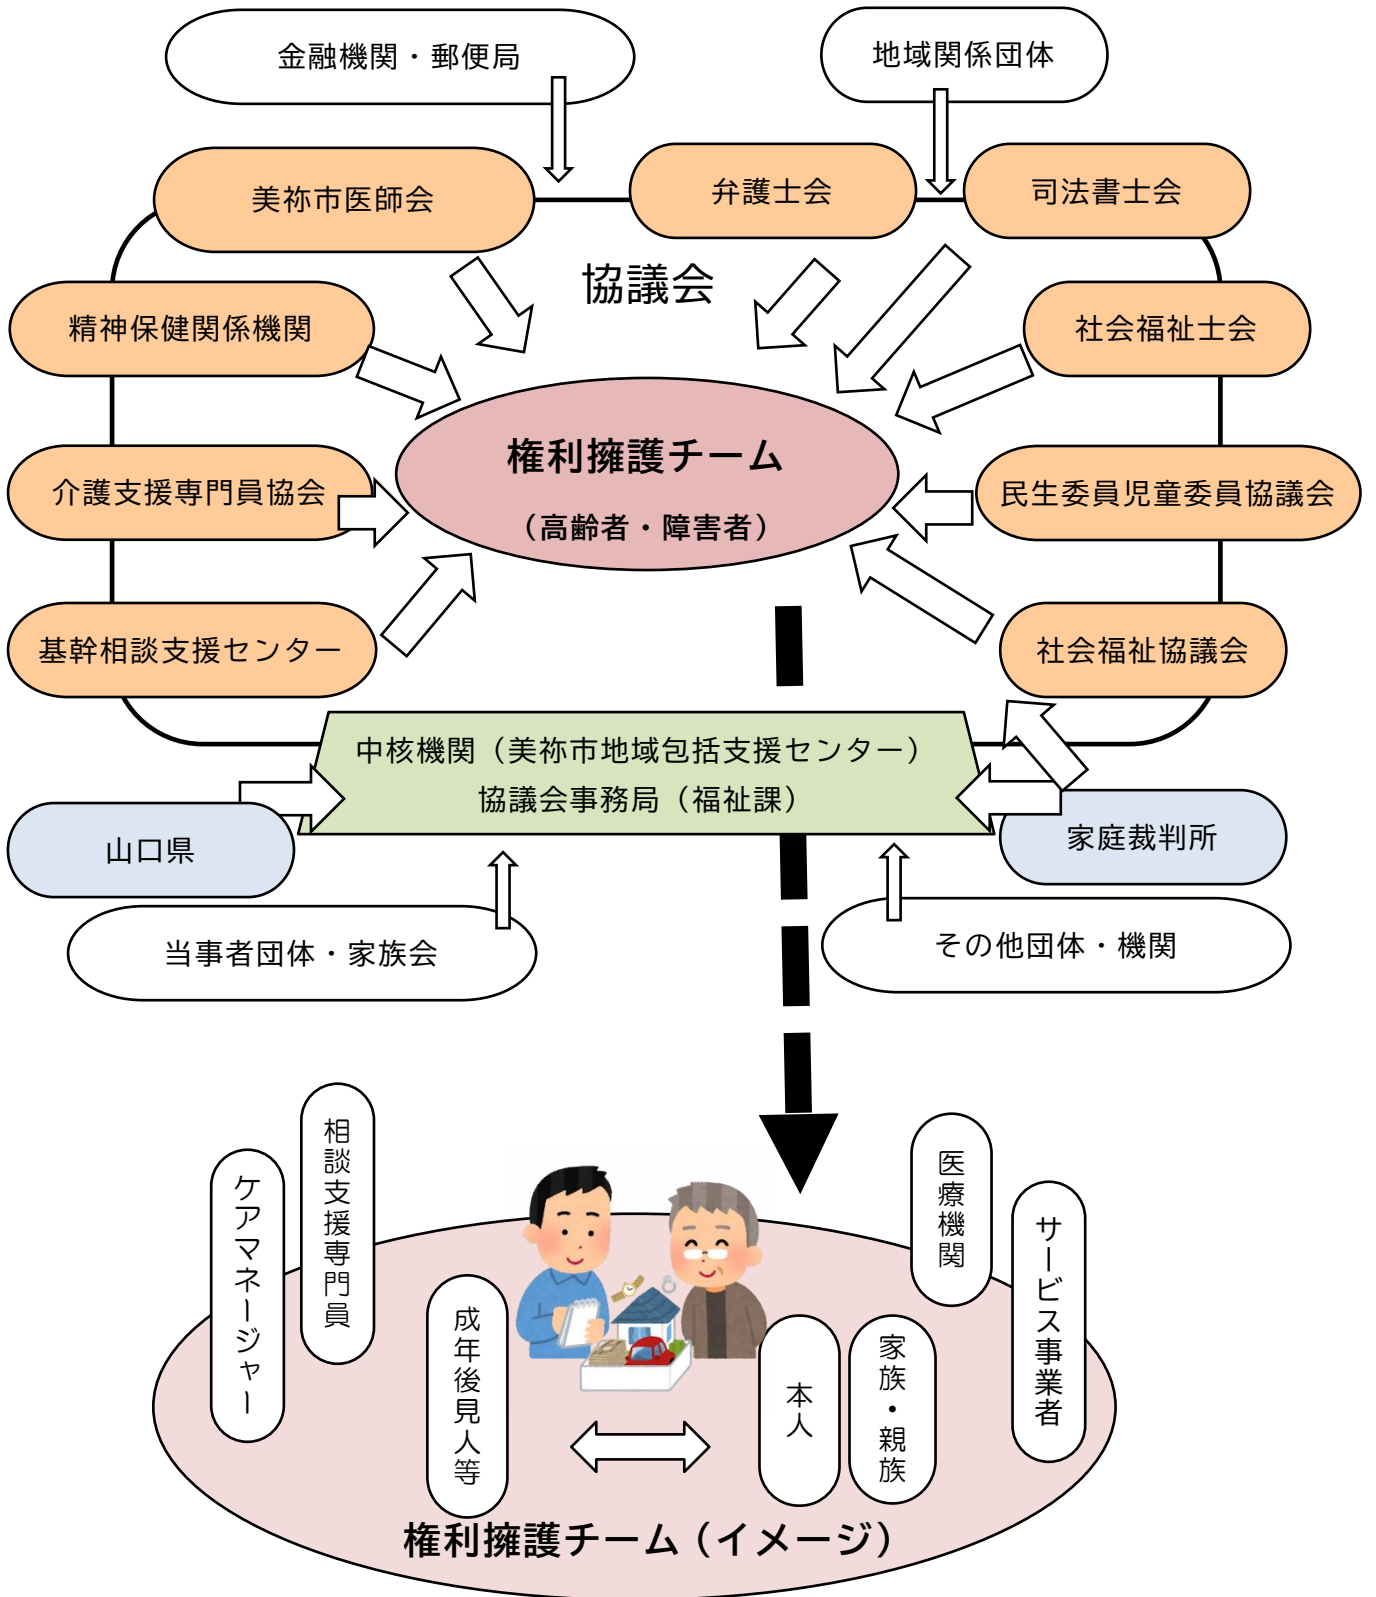 金融機関・郵便局
地域関係団体
美祢市医師会
弁護士会
司法書士会
協議会
精神保健関係機関
社会福祉士会
権利擁護チーム
（高齢者・障害者）
介護支援専門員協会
民生委員児童委員協議会
基幹相談支援センター
社会福祉協議会
中核機関（美祢市地域包括支援センター）
協議会事務局（福祉課）
山口県
家庭裁判所
当事者団体・家族会
その他団体・機関
ケアマネージャー
相談支援専門員
成年後見人等
本人
家族・親族
医療機関
サービス事業者
権利擁護チーム（イメージ）